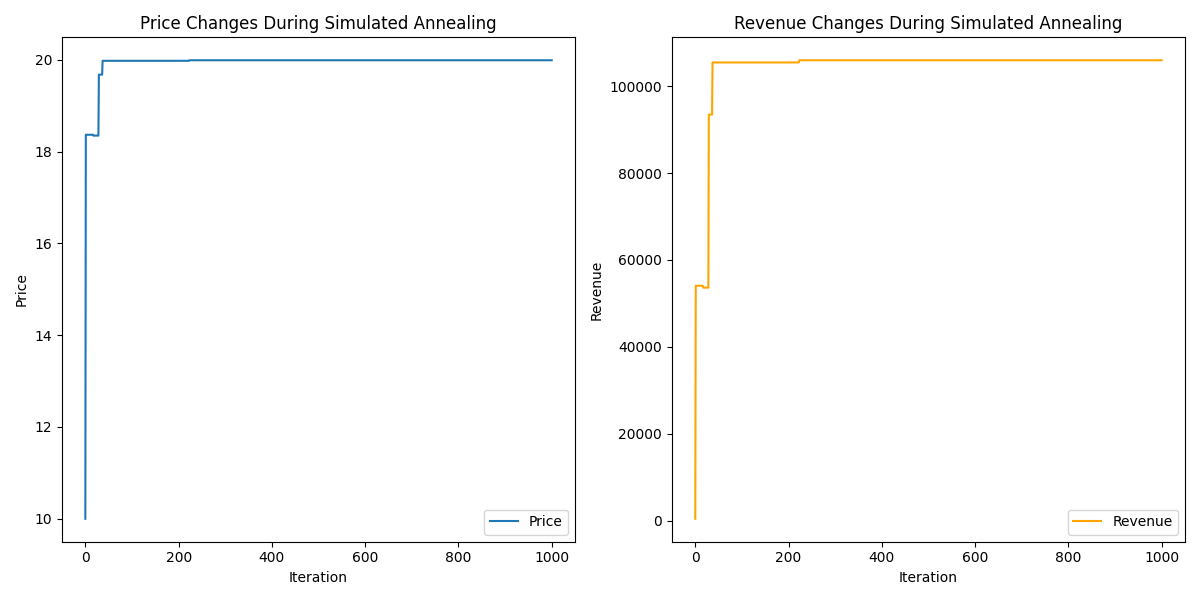 Price Changes During Simulated Annealing
20
18
16
14
12
10
Price
0 200 400 600 800 1000
Iteration
Price
Revenue Changes During Simulated Annealing
100000
80000
60000
40000
20000
0
Revenue
0 200 400 600 800 1000
Iteration
Revenue